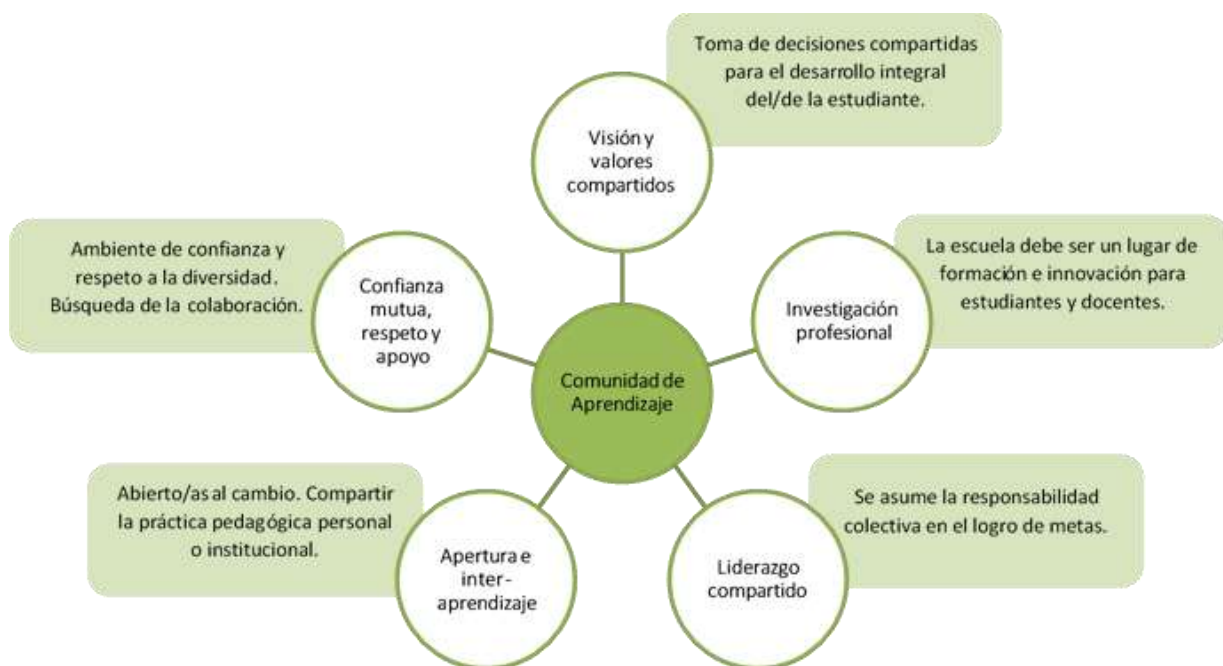 Toma de decisiones compartidas
para el desarrollo integral
del/de la estudiante.
Visión y
valores
compartidos
Ambiente de confianza y
respeto a la diversidad.
Búsqueda de la colaboración.
Confianza
mutua,
respeto y
apoyo
La escuela debe ser un lugar de
formación e innovación para
estudiantes y docentes.
Investigación
profesional
Comunidad de
Aprendizaje
Abierto/as al cambio. Compartir
la práctica pedagógica personal
o institucional.
Apertura e
inter-
aprendizaje
Se asume la responsabilidad
colectiva en el logro de metas.
Liderazgo
compartido